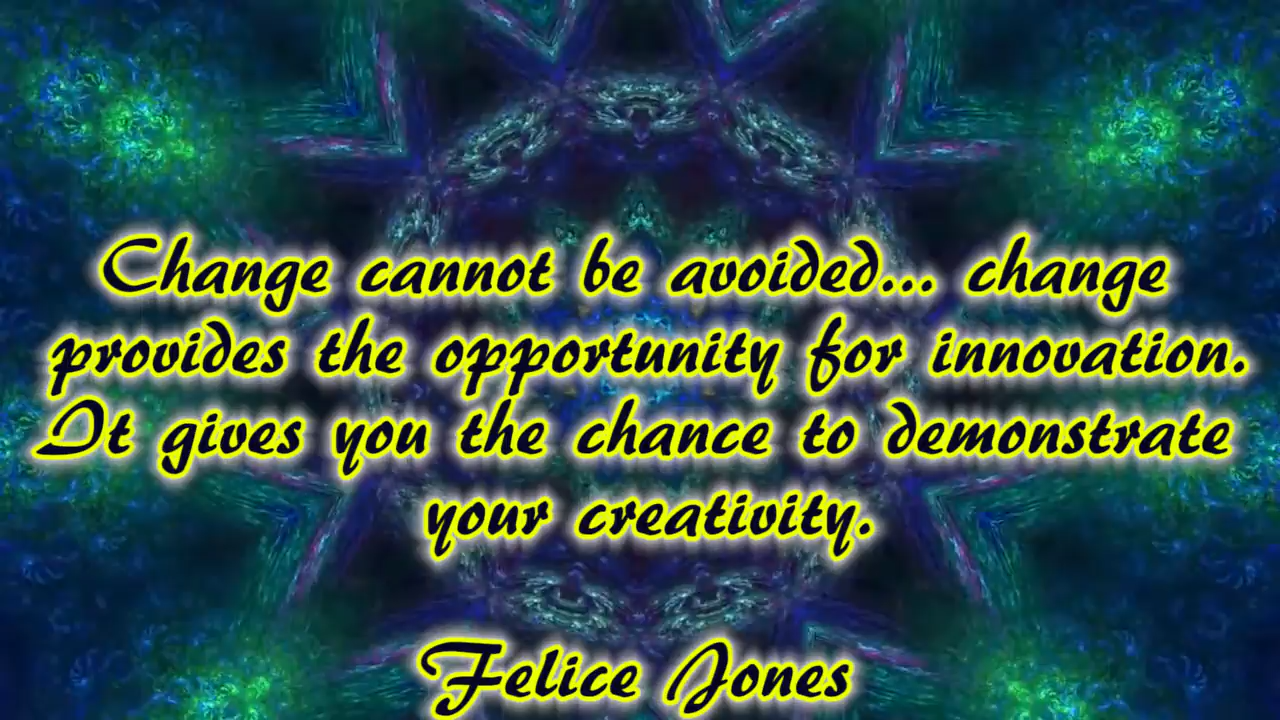 Change cannot be avoided... change
provides the opportunity for innovation.
It gives you the chance to demonstrate
your creativity.
Felice Jones